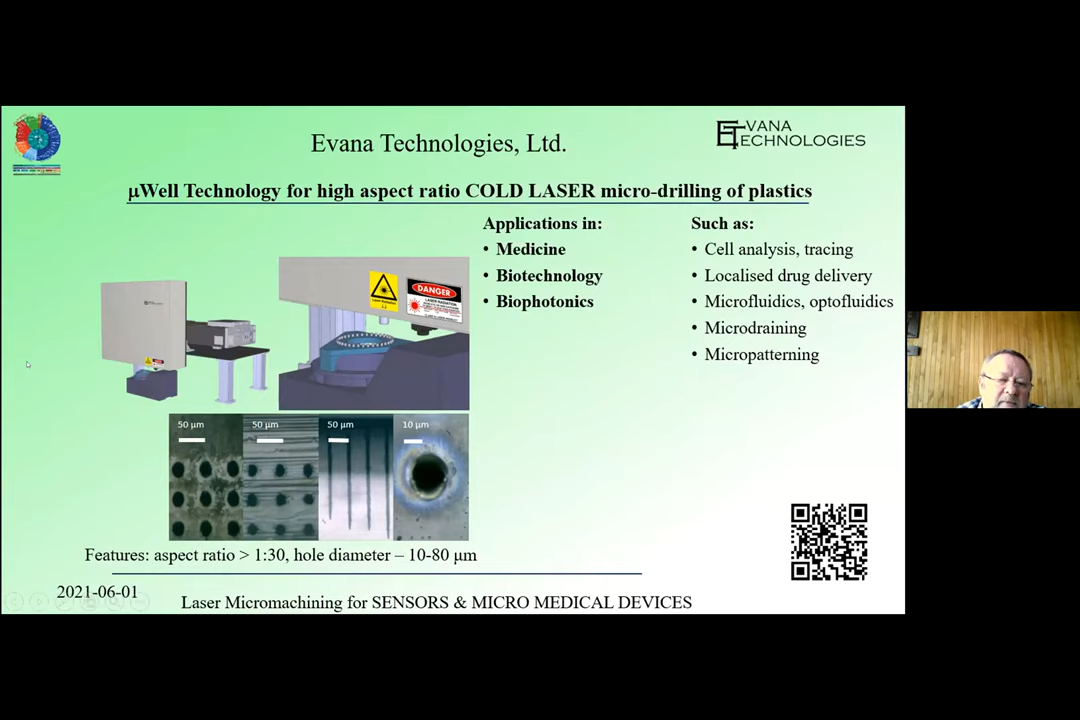 Evana Technologies, Ltd.
EVANA
TECHNOLOGIES
μWell Technology for high aspect ratio COLD LASER micro-drilling of plastics
Applications in:
• Medicine
• Biotechnology
• Biophotonics
Such as:
• Cell analysis, tracing
• Localised drug delivery
• Microfluidics, optofluidics
• Microdraining
• Micropatterning
DANGER
50 μm
50 μm
50 μm
10 μm
Features: aspect ratio > 1:30, hole diameter – 10-80 μm
2021-06-01
Laser Micromachining for SENSORS & MICRO MEDICAL DEVICES